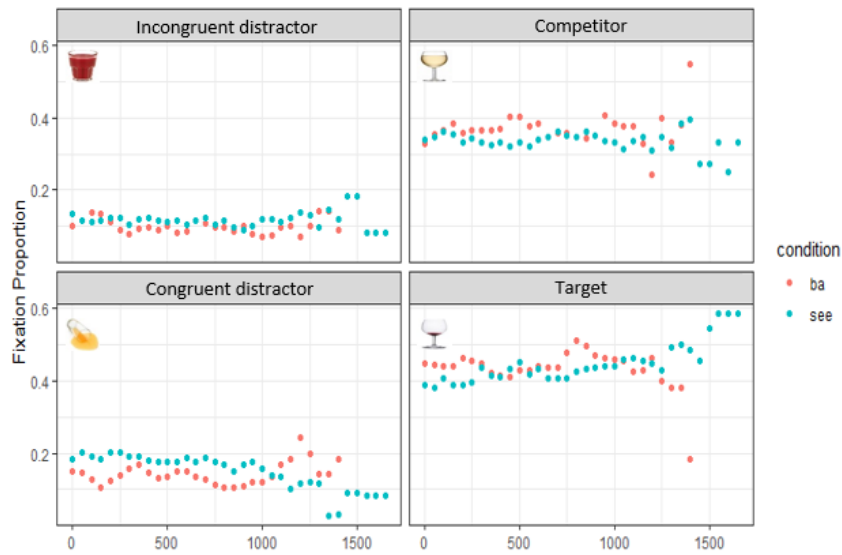 Incongruent distractor
Competitor
0.6
0.4
0.2
Fixation Proportion
Congruent distractor
Target
0.6
0.4
0.2
0
500
1000
1500
0
500
1000
1500
condition
ba
see